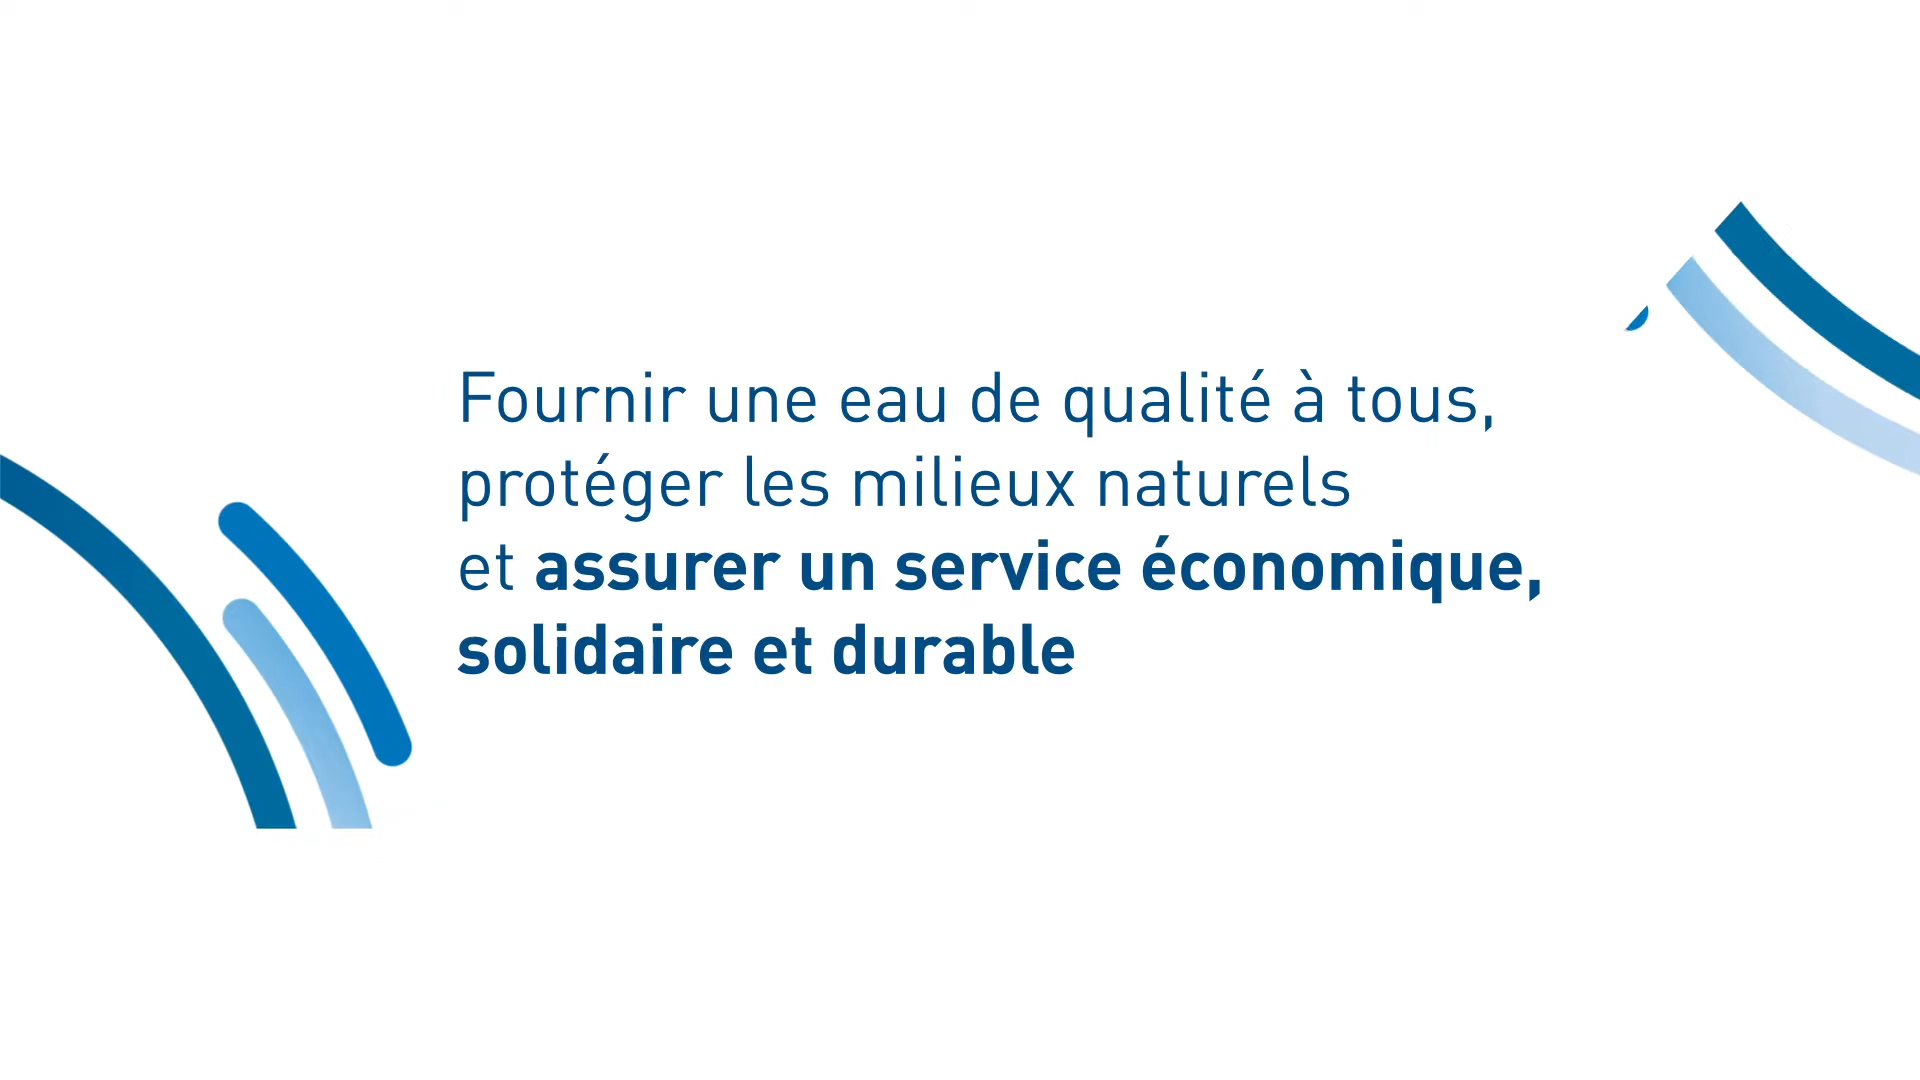 Fournir une eau de qualité à tous,
protéger les milieux naturels
et assurer un service économique,
solidaire et durable